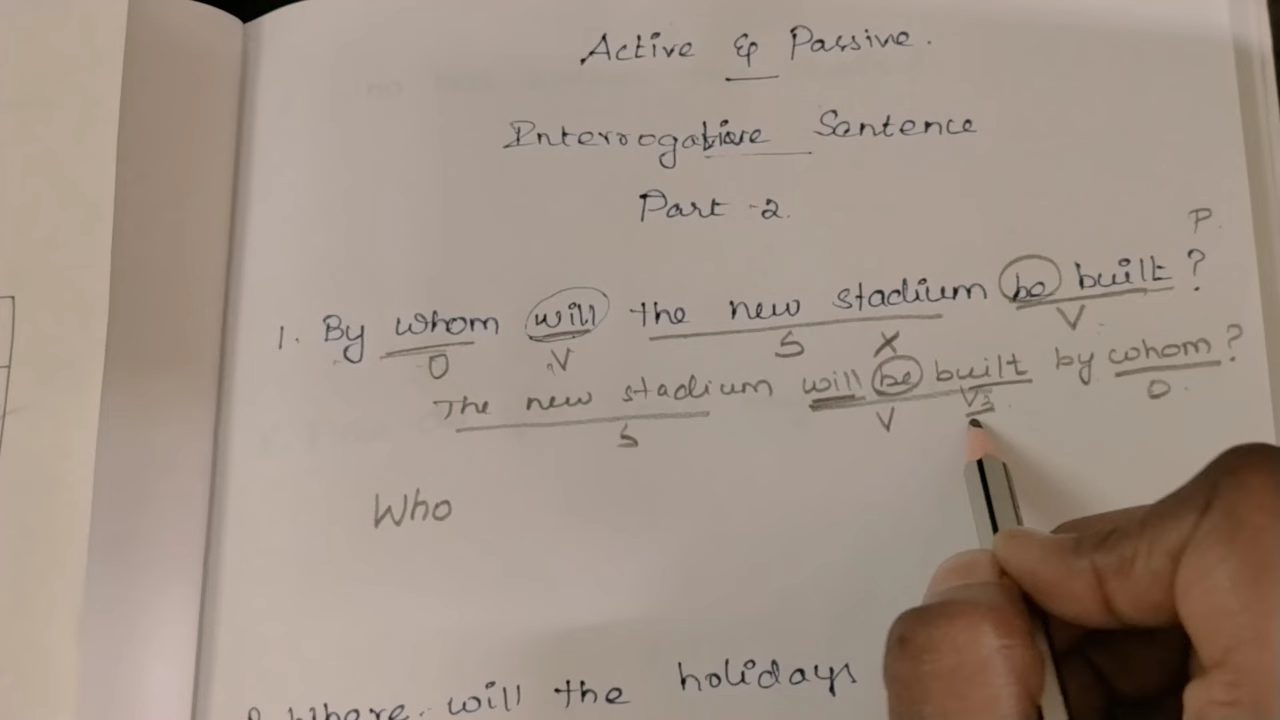 Active & Passive.
Interrogative Sentence
Part -2.
P.
1. By whom will the new stadium be built?
O V S X V
The new stadium will be built by whom?
S V V3 O.
Who
Where will the holidays